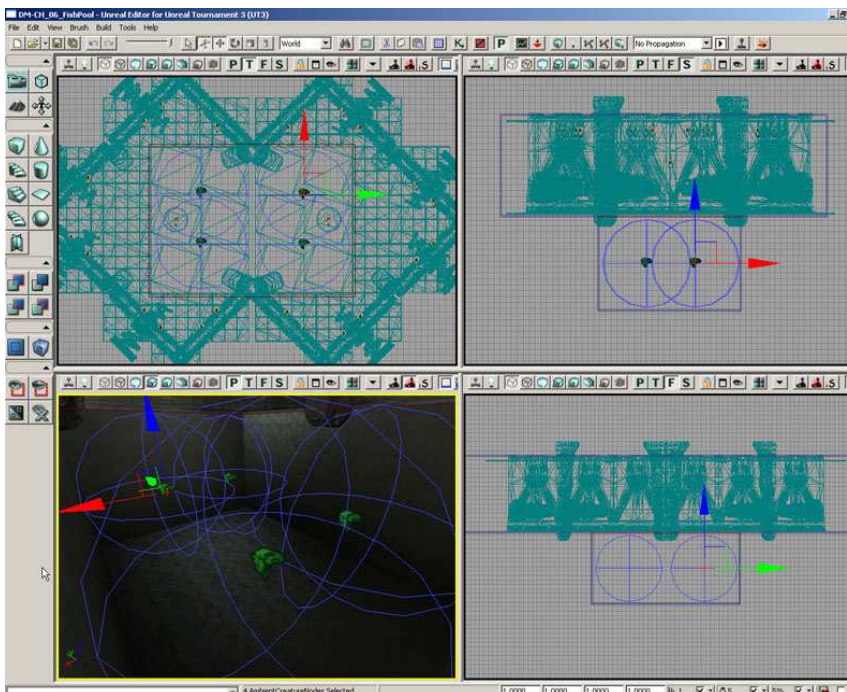 DM-CH_06_FishPool - Unreal Editor for Unreal Tournament 3 (UT3)
File Edit View Brush Build Tools Help
World No Propagation
P T F S
P T F S
P T F S
P T F S
4 AmbientCreatureNodes Selected 1.0000 1.0000 1.0000 1.0000